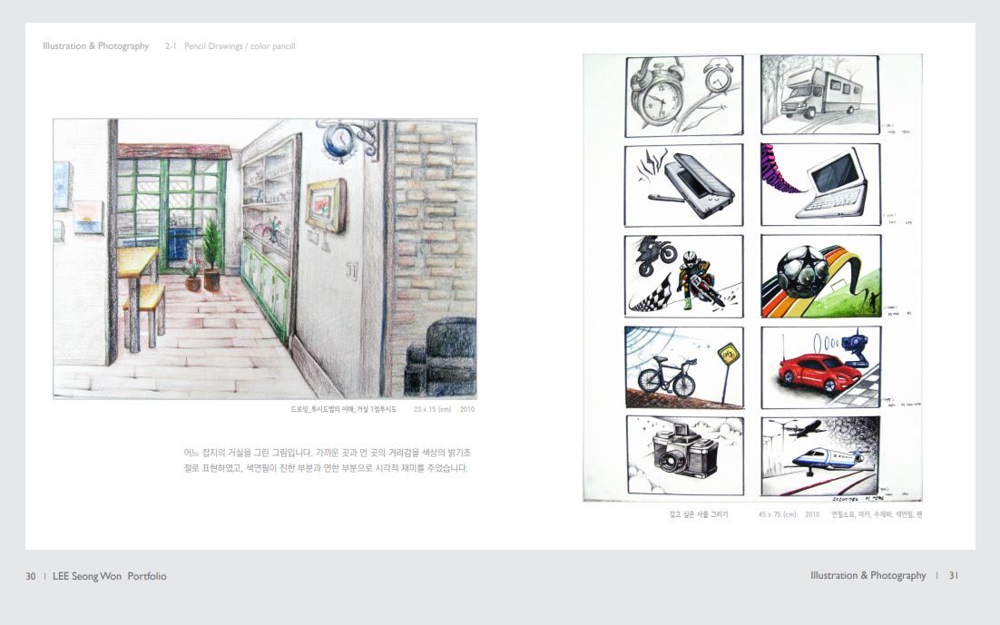 Illustration & Photography 2-1 Pencil Drawings / color pancill
드로잉_투시도법의 이해_거실 1점투시도 23 x 15 (cm) 2010
어느 잡지의 거실을 그린 그림입니다. 가까운 곳과 먼 곳의 거리감을 색상의 밝기조
절로 표현하였고, 색연필이 진한 부분과 연한 부분으로 시각적 재미를 주었습니다.
갖고 싶은 사물 그리기 45 x 75 (cm) 2010 연필소묘, 마카, 수채화, 색연필, 펜
30 | LEE Seong Won Portfolio
Illustration & Photography | 31